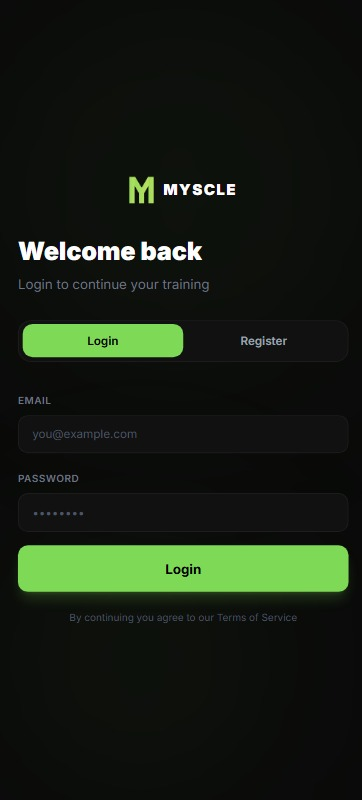 MYSCLE
Welcome back
Login to continue your training
Login Register
EMAIL
you@example.com
PASSWORD
••••••••
Login
By continuing you agree to our Terms of Service